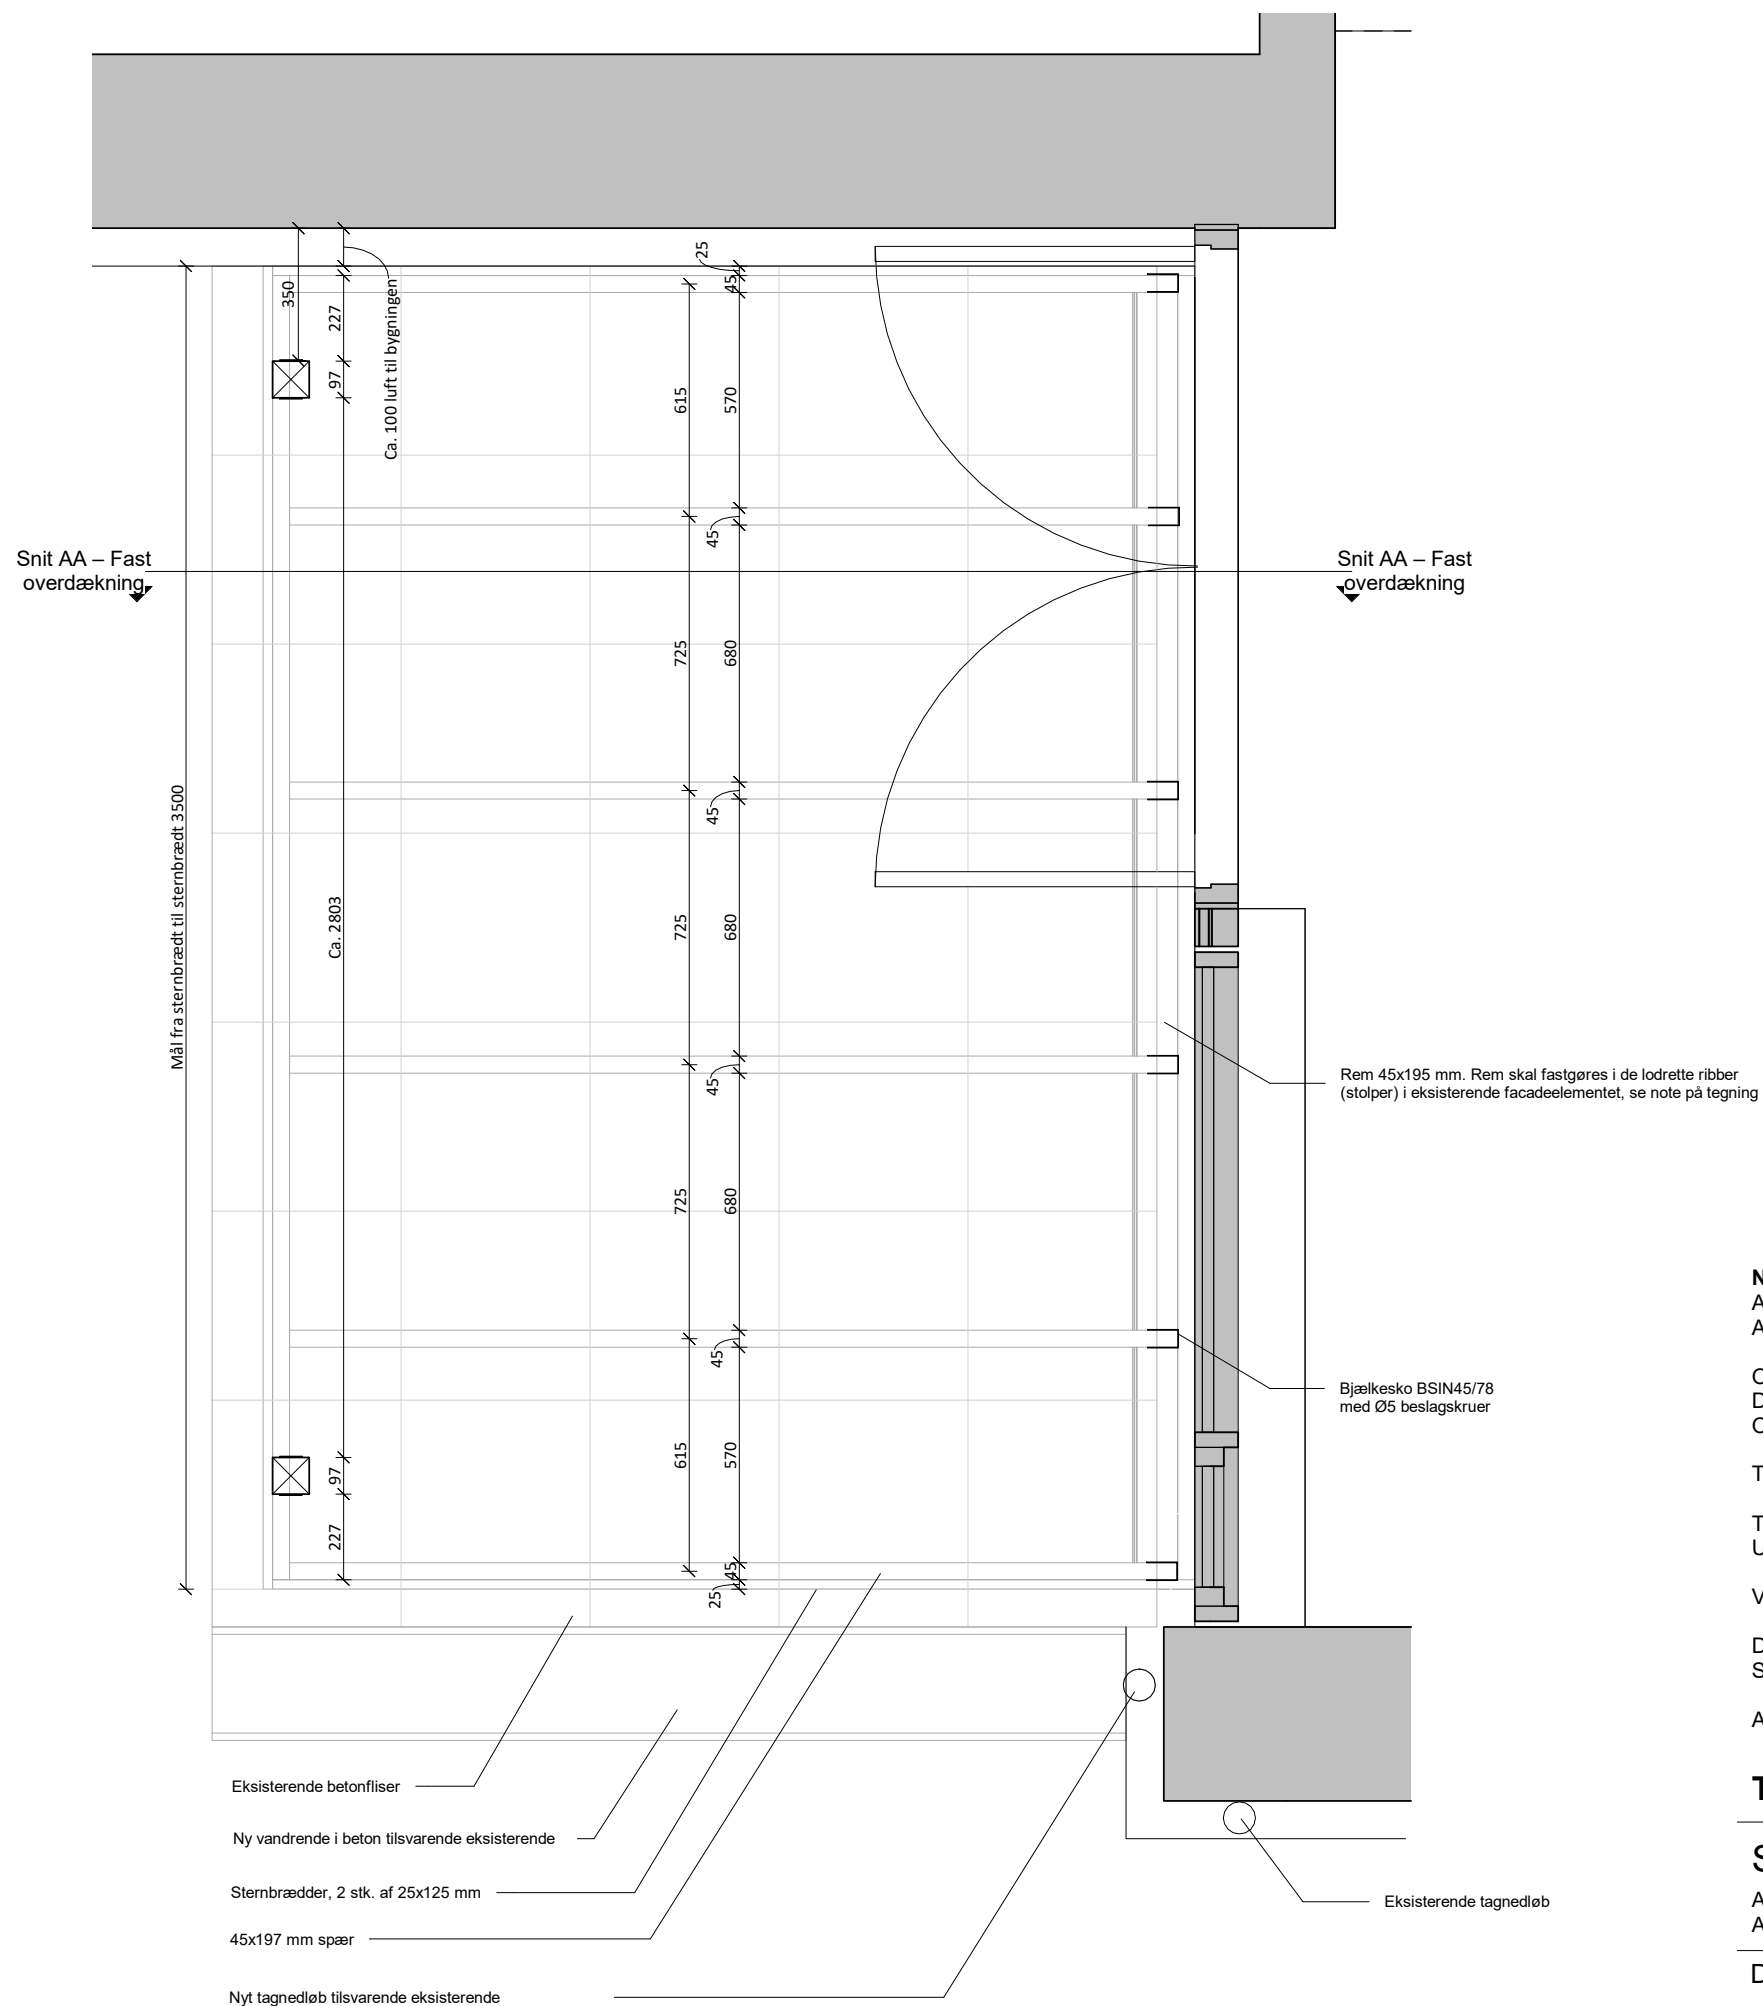 25
45
350
227
Ca. 100 luft til bygningen
97
615
570
45
Snit AA – Fast
overdækning
Snit AA – Fast
overdækning
725
680
45
Mål fra sternbrædt til sternbrædt 3500
Ca. 2803
725
680
45
Rem 45x195 mm. Rem skal fastgøres i de lodrette ribber
(stolper) i eksisterende facadeelementet, se note på tegning
725
680
45
Bjælkesko BSIN45/78
med Ø5 beslagskruer
615
570
97
227
45
25
Eksisterende betonfliser
Ny vandrende i beton tilsvarende eksisterende
Sternbrædder, 2 stk. af 25x125 mm
Eksisterende tagnedløb
45x197 mm spær
Nyt tagnedløb tilsvarende eksisterende
N
A
A
D
T
T
U
V
D
S
A
T
S
A
A
D